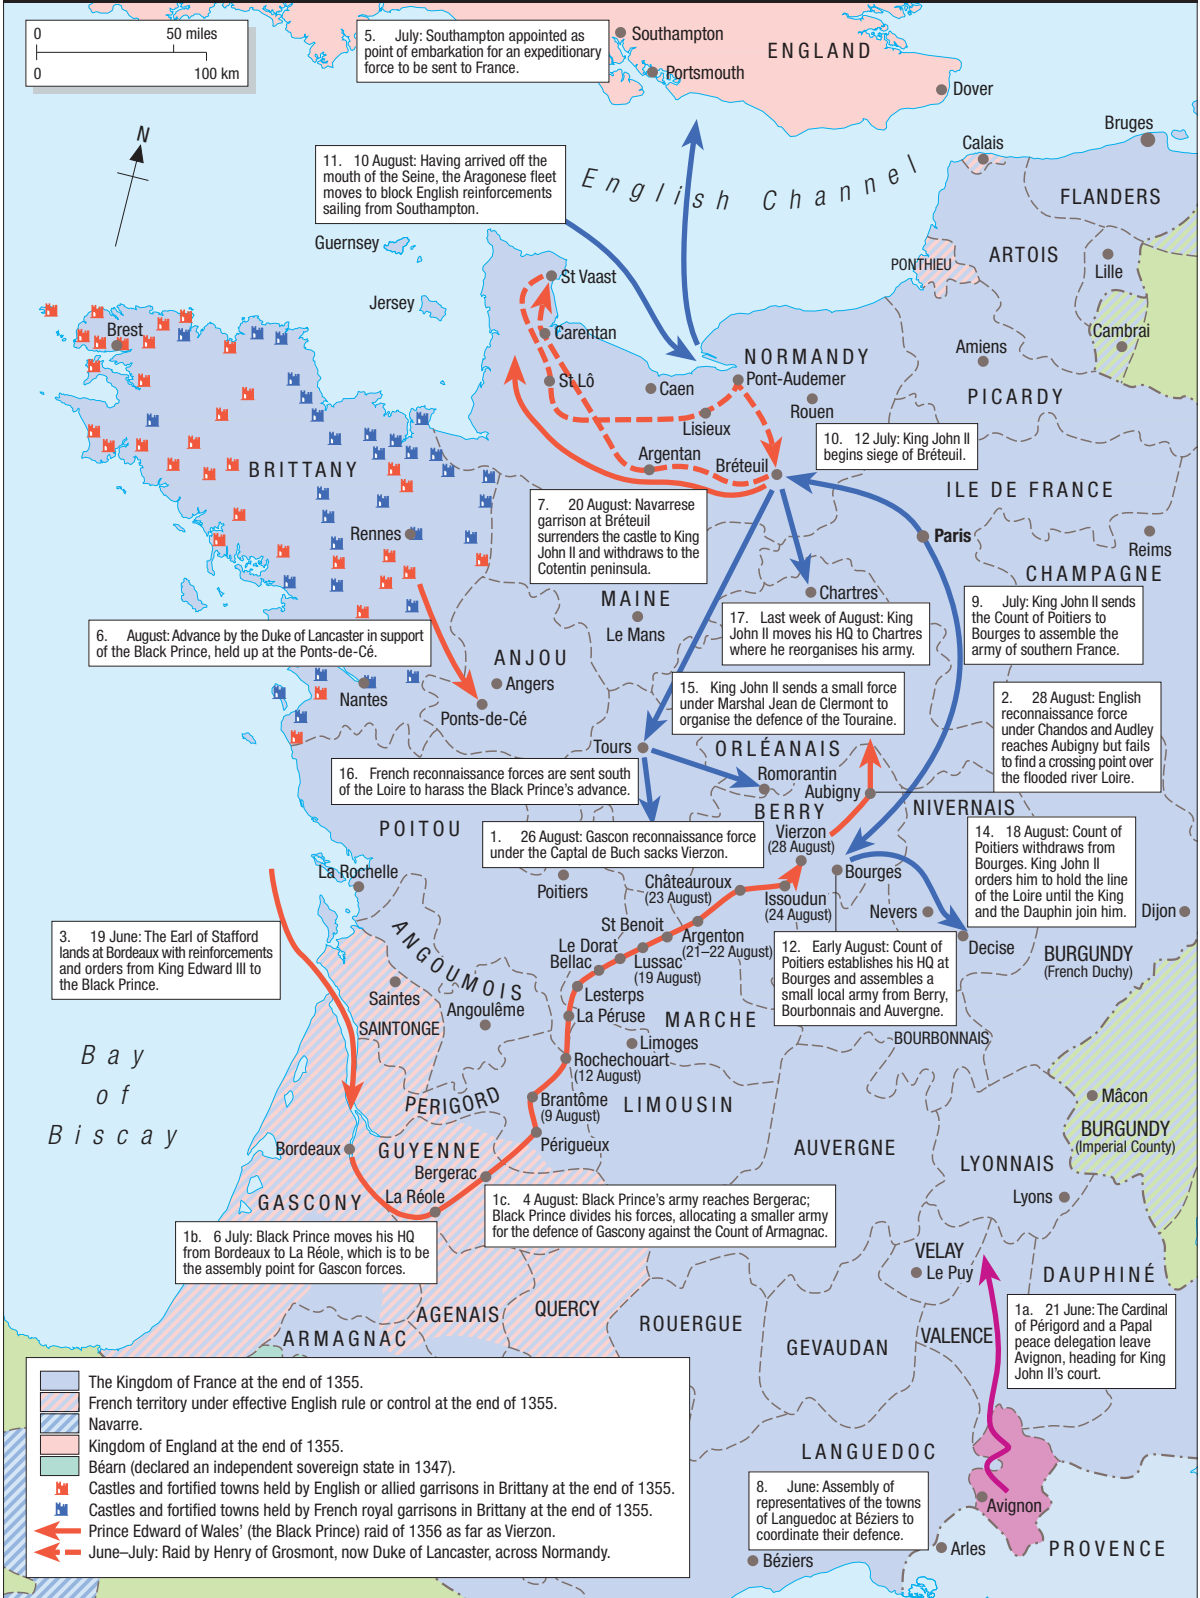 0 50 miles
0 100 km
5. July: Southampton appointed as
point of embarkation for an expeditionary
force to be sent to France.
Southampton
Portsmouth
ENGLAND
Dover
N
11. 10 August: Having arrived off the
mouth of the Seine, the Aragonese fleet
moves to block English reinforcements
sailing from Southampton.
English Channel
Calais
Bruges
FLANDERS
PONTHIEU
ARTOIS
Lille
Cambrai
Guernsey
Jersey
St Vaast
Carentan
St Lô
Caen
NORMANDY
Pont-Audemer
Rouen
Lisieux
Argentan
Bréteuil
Amiens
PICARDY
Brest
BRITTANY
Rennes
10. 12 July: King John II
begins siege of Bréteuil.
ILE DE FRANCE
Paris
Reims
CHAMPAGNE
7. 20 August: Navarrese
garrison at Bréteuil
surrenders the castle to King
John II and withdraws to the
Cotentin peninsula.
MAINE
Le Mans
Chartres
17. Last week of August: King
John II moves his HQ to Chartres
where he reorganises his army.
9. July: King John II sends
the Count of Poitiers to
Bourges to assemble the
army of southern France.
6. August: Advance by the Duke of Lancaster in support
of the Black Prince, held up at the Ponts-de-Cé.
ANJOU
Angers
Nantes
Ponts-de-Cé
15. King John II sends a small force
under Marshal Jean de Clermont to
organise the defence of the Touraine.
2. 28 August: English
reconnaissance force
under Chandos and Audley
reaches Aubigny but fails
to find a crossing point over
the flooded river Loire.
Tours
ORLÉANAIS
Romorantin
Aubigny
BERRY
NIVERNAIS
16. French reconnaissance forces are sent south
of the Loire to harass the Black Prince's advance.
POITOU
1. 26 August: Gascon reconnaissance force
under the Captal de Buch sacks Vierzon.
Vierzon
(28 August)
14. 18 August: Count of
Poitiers withdraws from
Bourges. King John II
orders him to hold the line
of the Loire until the King
and the Dauphin join him.
La Rochelle
Poitiers
Châteauroux
(23 August)
Issoudun
(24 August)
Bourges
Nevers
Decise
Dijon
BURGUNDY
(French Duchy)
3. 19 June: The Earl of Stafford
lands at Bordeaux with reinforcements
and orders from King Edward III to
the Black Prince.
ANGOUMOIS
St Benoit
Argenton
(21–22 August)
Le Dorat
Bellac
Lussac
(19 August)
12. Early August: Count of
Poitiers establishes his HQ at
Bourges and assembles a
small local army from Berry,
Bourbonnais and Auvergne.
Saintes
SAINTONGE
Angoulême
Lesterps
La Péruse
MARCHE
Limoges
BOURBONNAIS
Rochechouart
(12 August)
Bay
of
Biscay
PERIGORD
Brantôme
(9 August)
LIMOUSIN
Mâcon
BURGUNDY
(Imperial County)
Bordeaux
GUYENNE
Périgueux
AUVERGNE
LYONNAIS
Bergerac
Lyons
GASCONY
La Réole
1c. 4 August: Black Prince's army reaches Bergerac;
Black Prince divides his forces, allocating a smaller army
for the defence of Gascony against the Count of Armagnac.
1b. 6 July: Black Prince moves his HQ
from Bordeaux to La Réole, which is to be
the assembly point for Gascon forces.
VELAY
Le Puy
DAUPHINÉ
AGENAIS
QUERCY
ROUERGUE
ARMAGNAC
GEVAUDAN
VALENCE
1a. 21 June: The Cardinal
of Périgord and a Papal
peace delegation leave
Avignon, heading for King
John II's court.
The Kingdom of France at the end of 1355.
French territory under effective English rule or control at the end of 1355.
Navarre.
Kingdom of England at the end of 1355.
Béarn (declared an independent sovereign state in 1347).
Castles and fortified towns held by English or allied garrisons in Brittany at the end of 1355.
Castles and fortified towns held by French royal garrisons in Brittany at the end of 1355.
Prince Edward of Wales' (the Black Prince) raid of 1356 as far as Vierzon.
June–July: Raid by Henry of Grosmont, now Duke of Lancaster, across Normandy.
LANGUEDOC
8. June: Assembly of
representatives of the towns
of Languedoc at Béziers to
coordinate their defence.
Avignon
Arles
PROVENCE
Béziers